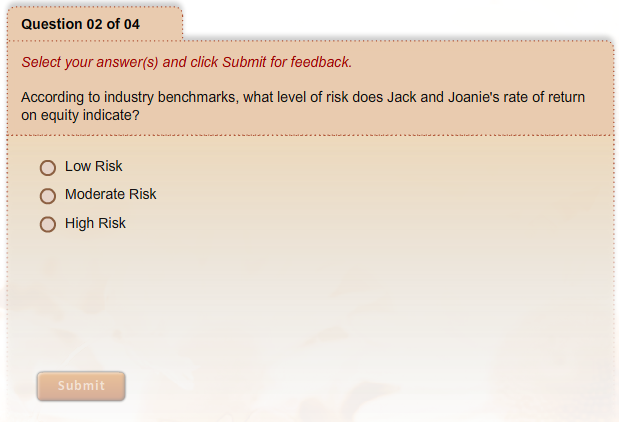 Question 02 of 04
Select your answer(s) and click Submit for feedback.
According to industry benchmarks, what level of risk does Jack and Joanie's rate of return
on equity indicate?
Low Risk
Moderate Risk
High Risk
Submit